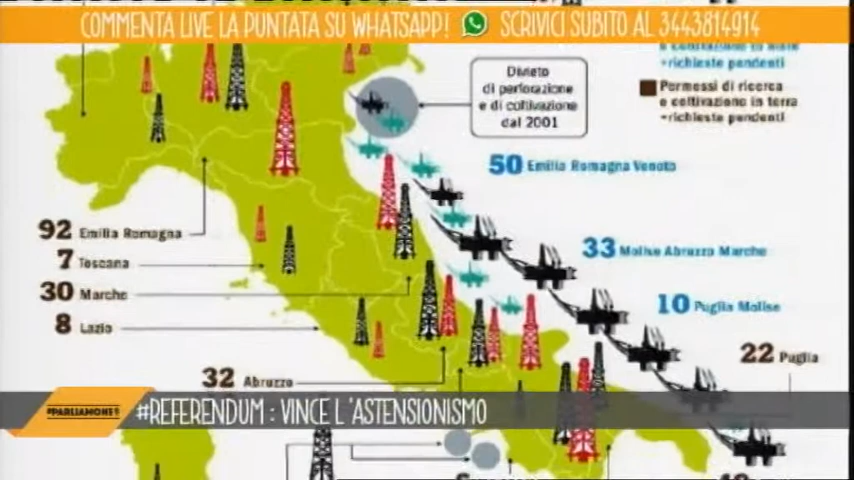 COMMENTA LIVE LA PUNTATA SU WHATSAPP! SCRIVICI SUBITO AL 3443814914
+richieste pendenti
Permessi di ricerca
e coltivazione in terra
+richieste pendenti
Divieto
di perforazione
e di coltivazione
dal 2001
50 Emilia Romagna Veneto
92 Emilia Romagna
7 Toscana
30 Marche
8 Lazio
33 Molise Abruzzo Marche
10 Puglia Molise
22 Puglia
32 Abruzzo
#PARLIAMONE5
#REFERENDUM : VINCE L'ASTENSIONISMO